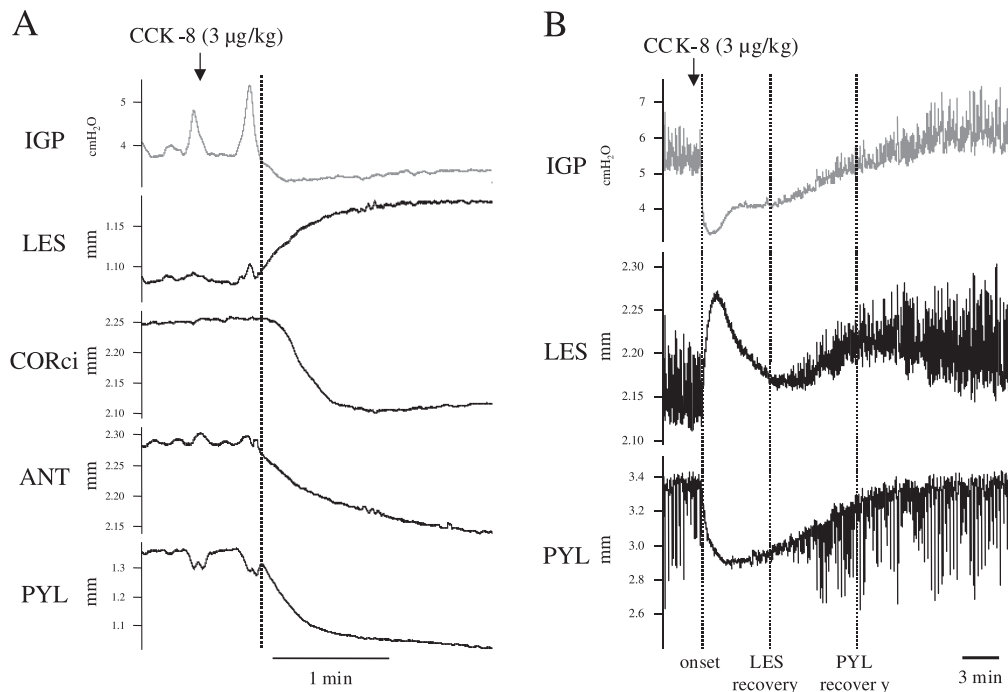 A
CCK-8 (3 µg/kg)
IGP
cmH₂O
5
4
LES
mm
1.15
1.10
CORci
mm
2.25
2.20
2.15
2.10
ANT
mm
2.30
2.25
2.20
2.15
PYL
mm
1.3
1.2
1.1
1 min
B
CCK-8 (3 µg/kg)
IGP
cmH₂O
7
6
5
4
LES
mm
2.30
2.25
2.20
2.15
2.10
PYL
mm
3.4
3.2
3.0
2.8
2.6
onset
LES
recovery
PYL
recover y
3 min